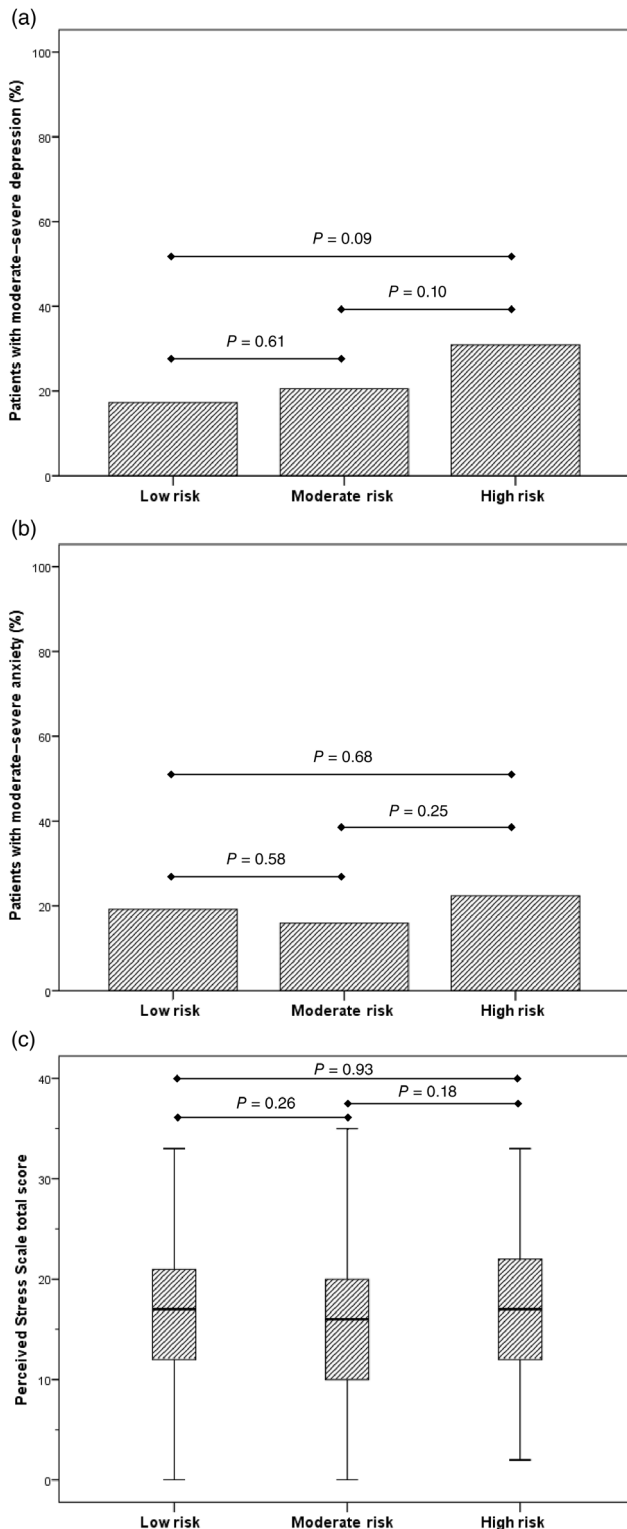 (a)
Patients with moderate–severe depression (%)
100
80
60
40
20
0
P = 0.09
P = 0.10
P = 0.61
Low risk Moderate risk High risk
(b)
Patients with moderate–severe anxiety (%)
100
80
60
40
20
0
P = 0.68
P = 0.25
P = 0.58
Low risk Moderate risk High risk
(c)
Perceived Stress Scale total score
40
30
20
10
0
P = 0.93
P = 0.26 P = 0.18
Low risk Moderate risk High risk